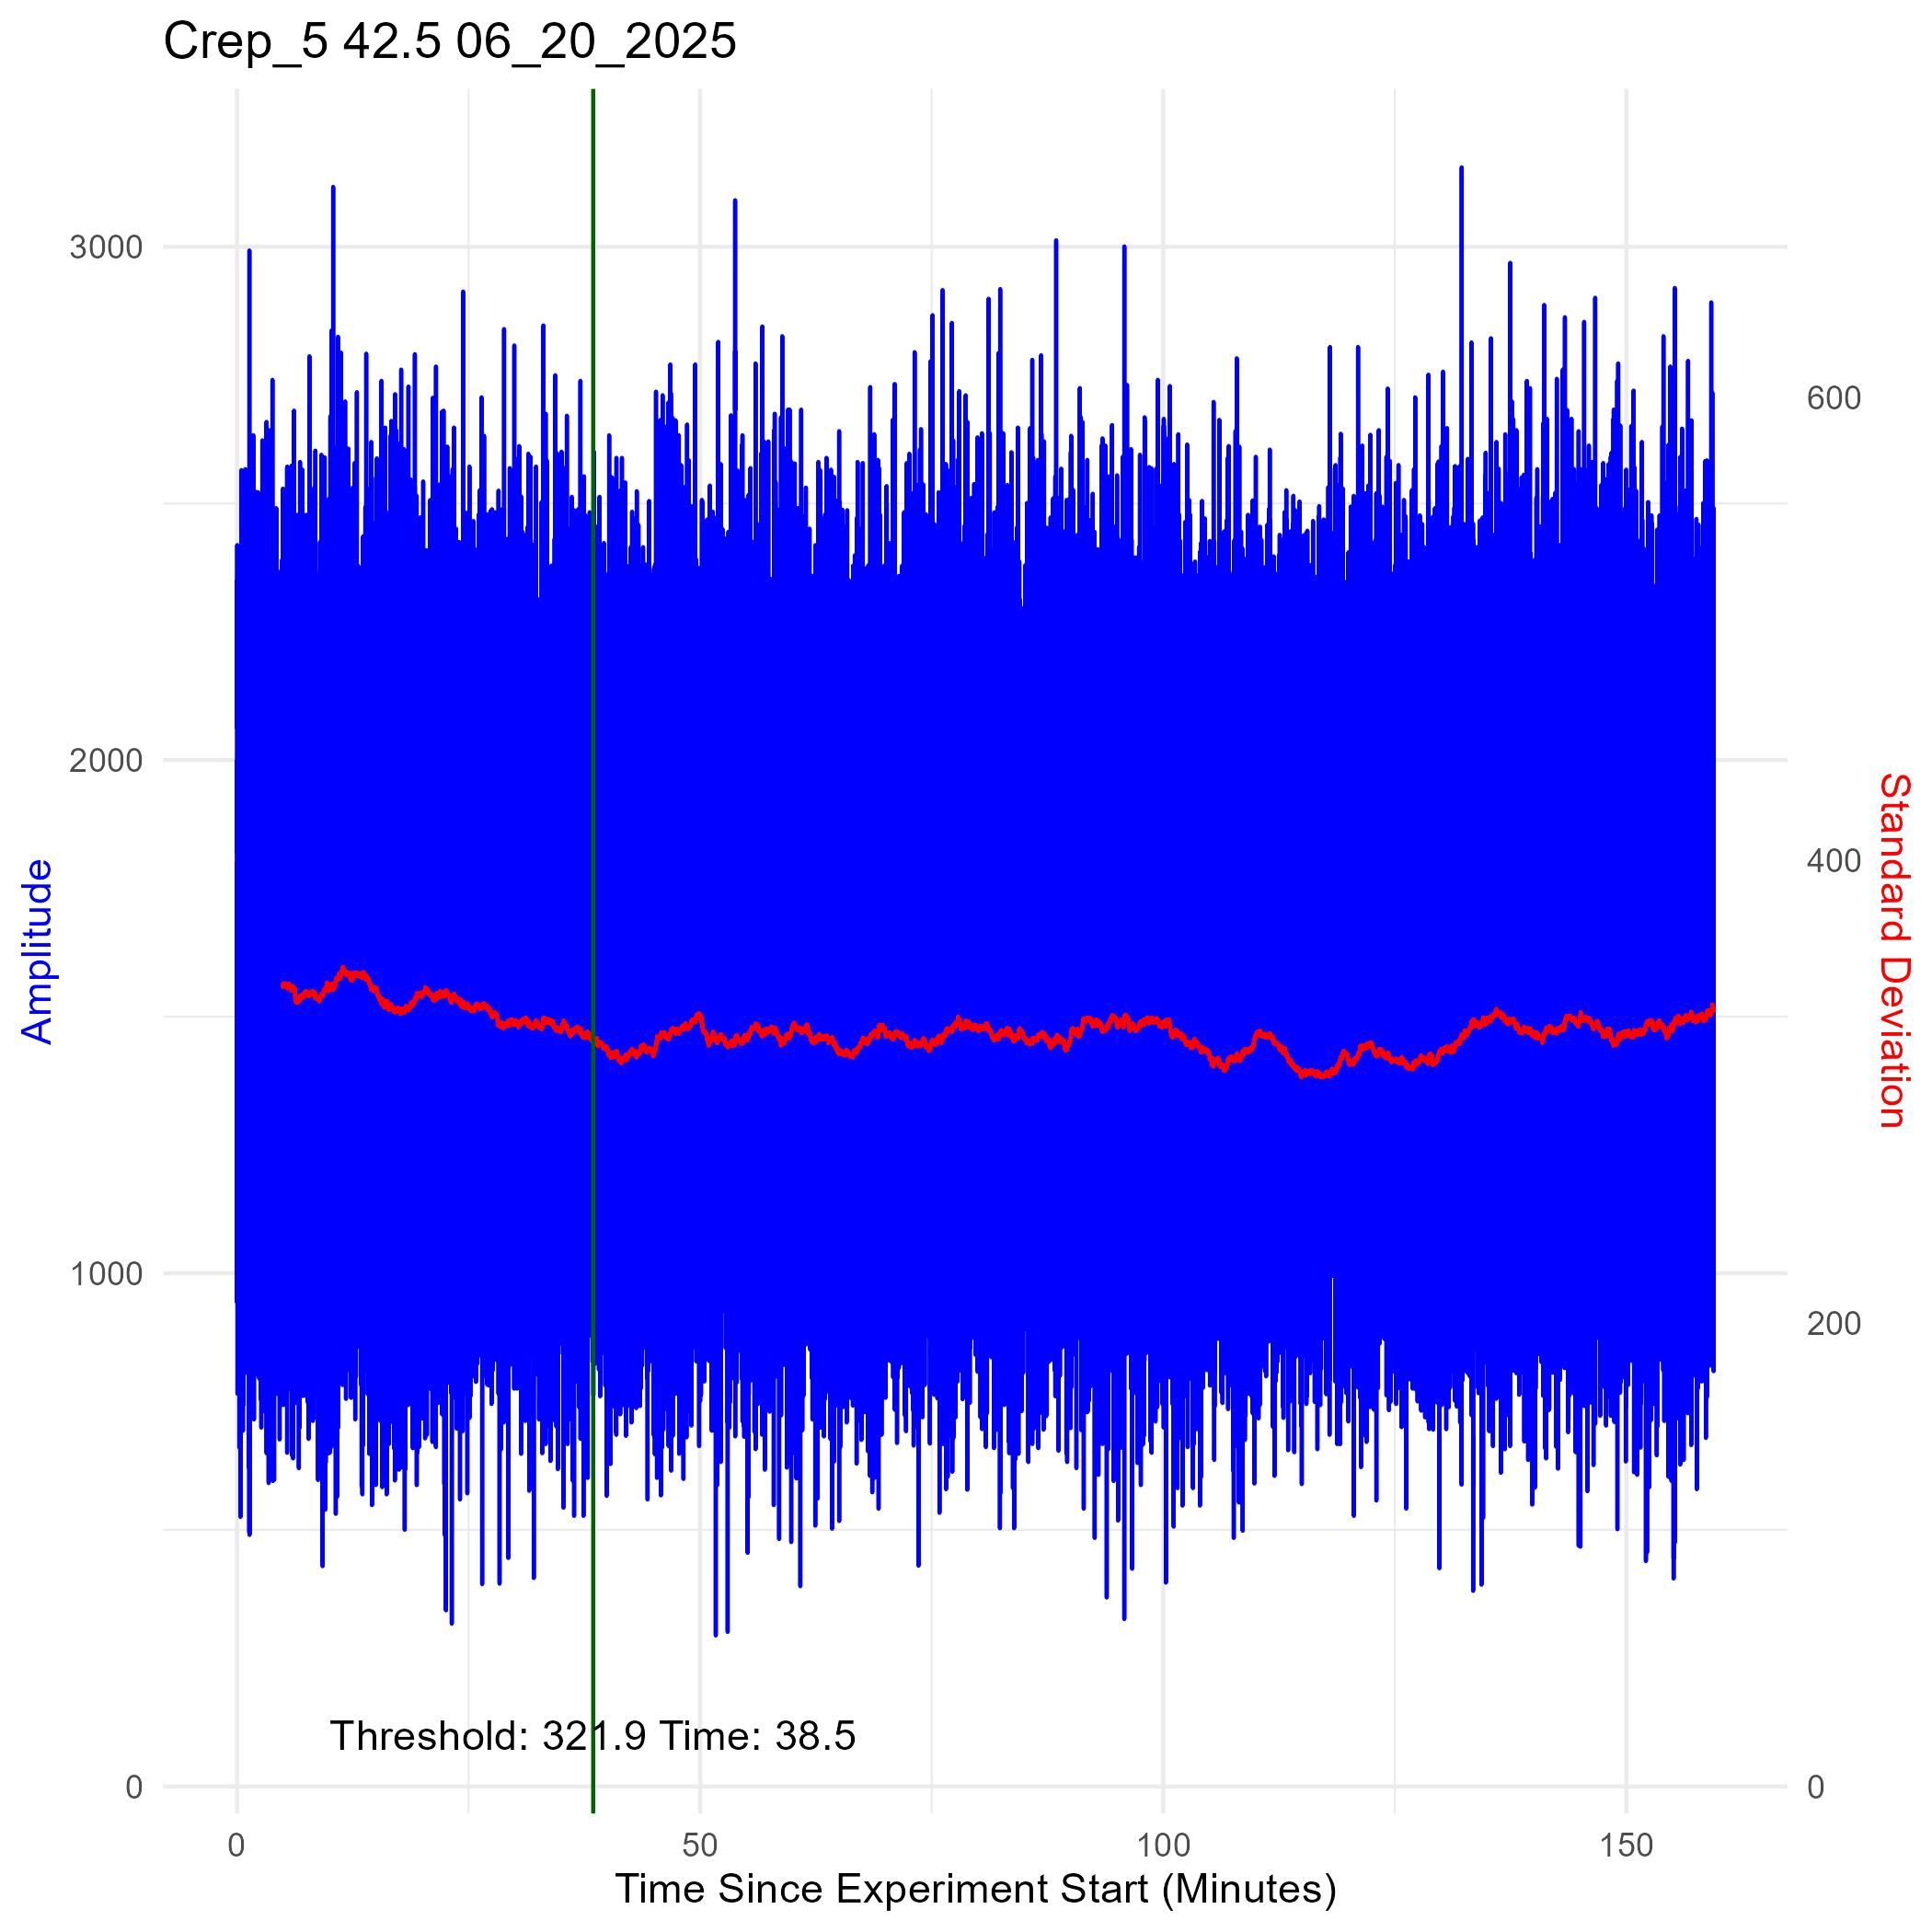 Crep_5 42.5 06_20_2025
3000
2000
1000
0
Amplitude
600
400
200
0
Standard Deviation
Threshold: 321.9 Time: 38.5
0 50 100 150
Time Since Experiment Start (Minutes)